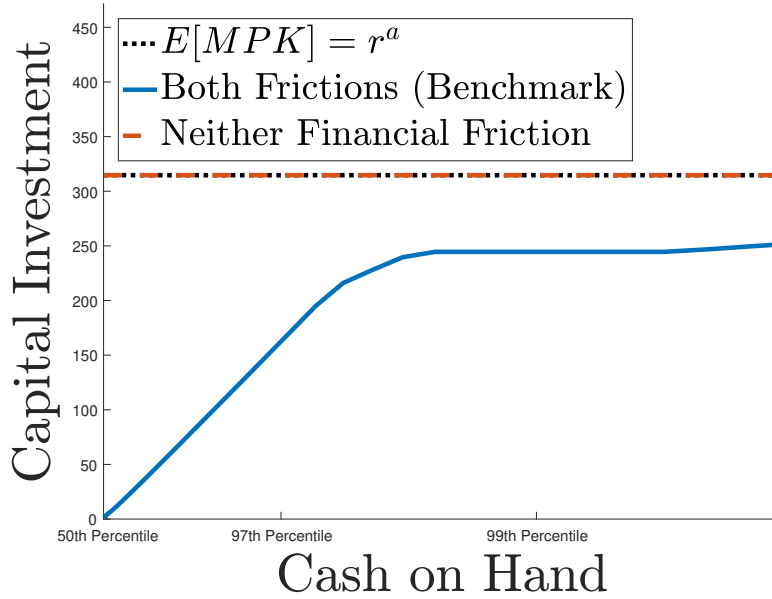 E[MPK] = r^a
Both Frictions (Benchmark)
Neither Financial Friction
Capital Investment
450
400
350
300
250
200
150
100
50
0
50th Percentile
97th Percentile
99th Percentile
Cash on Hand